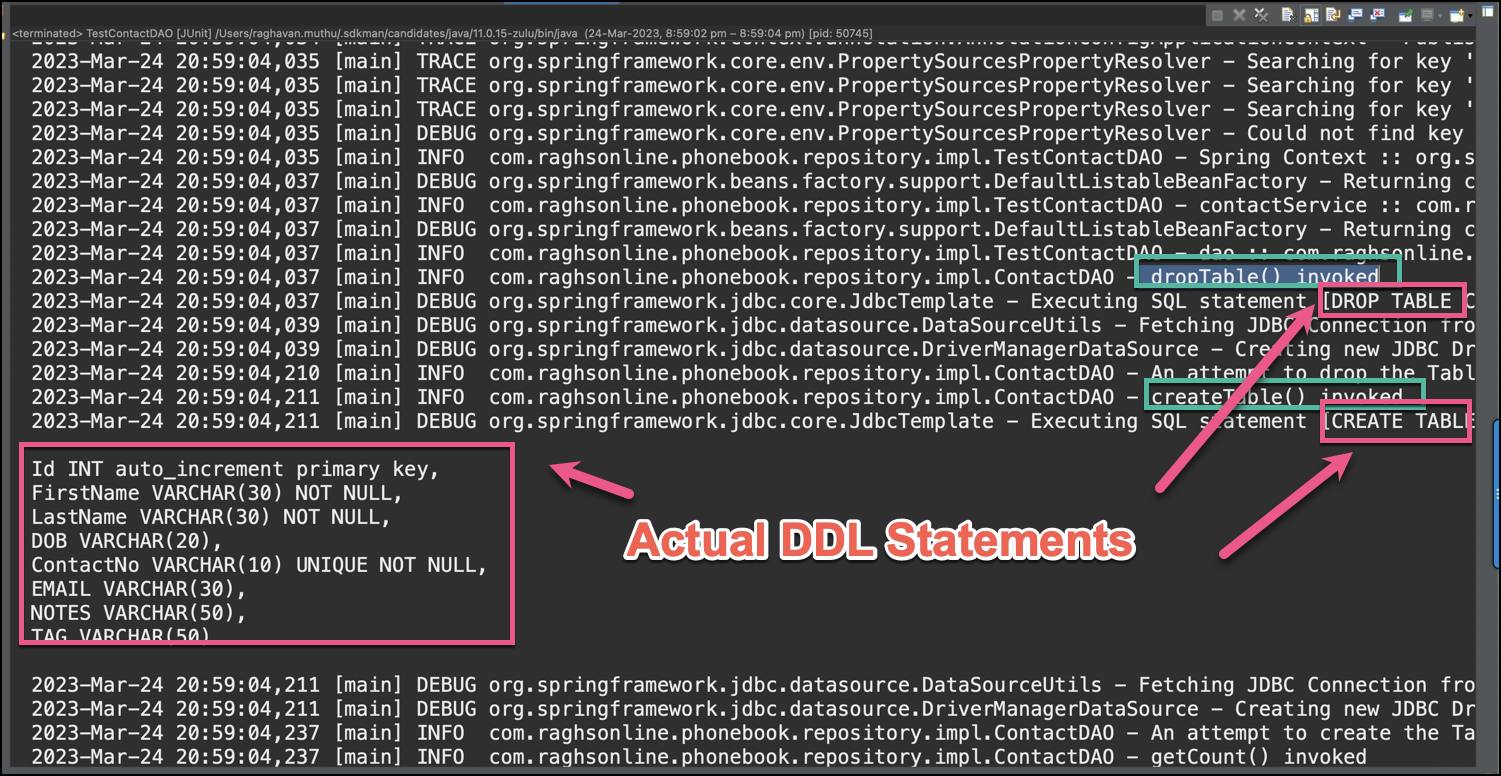 <terminated> TestContactDAO [JUnit] /Users/raghavan.muthu/.sdkman/candidates/java/11.0.15-zulu/bin/java (24-Mar-2023, 8:59:02 pm – 8:59:04 pm) [pid: 50745]
2023-Mar-24 20:59:04,035 [main] TRACE org.springframework.core.env.PropertySourcesPropertyResolver - Searching for key '
2023-Mar-24 20:59:04,035 [main] TRACE org.springframework.core.env.PropertySourcesPropertyResolver - Searching for key '
2023-Mar-24 20:59:04,035 [main] TRACE org.springframework.core.env.PropertySourcesPropertyResolver - Searching for key '
2023-Mar-24 20:59:04,035 [main] DEBUG org.springframework.core.env.PropertySourcesPropertyResolver - Could not find key
2023-Mar-24 20:59:04,035 [main] INFO com.raghsonline.phonebook.repository.impl.TestContactDAO - Spring Context :: org.s
2023-Mar-24 20:59:04,037 [main] DEBUG org.springframework.beans.factory.support.DefaultListableBeanFactory - Returning c
2023-Mar-24 20:59:04,037 [main] INFO com.raghsonline.phonebook.repository.impl.TestContactDAO - contactService :: com.r
2023-Mar-24 20:59:04,037 [main] DEBUG org.springframework.beans.factory.support.DefaultListableBeanFactory - Returning c
2023-Mar-24 20:59:04,037 [main] INFO com.raghsonline.phonebook.repository.impl.TestContactDAO - dao :: com.raghsonline.
2023-Mar-24 20:59:04,037 [main] INFO com.raghsonline.phonebook.repository.impl.ContactDAO - dropTable() invoked
2023-Mar-24 20:59:04,037 [main] DEBUG org.springframework.jdbc.core.JdbcTemplate - Executing SQL statement [DROP TABLE C
2023-Mar-24 20:59:04,039 [main] DEBUG org.springframework.jdbc.datasource.DataSourceUtils - Fetching JDBC Connection fro
2023-Mar-24 20:59:04,039 [main] DEBUG org.springframework.jdbc.datasource.DriverManagerDataSource - Creating new JDBC Dr
2023-Mar-24 20:59:04,210 [main] INFO com.raghsonline.phonebook.repository.impl.ContactDAO - An attempt to drop the Tabl
2023-Mar-24 20:59:04,211 [main] INFO com.raghsonline.phonebook.repository.impl.ContactDAO - createTable() invoked
2023-Mar-24 20:59:04,211 [main] DEBUG org.springframework.jdbc.core.JdbcTemplate - Executing SQL statement [CREATE TABLE
Id INT auto_increment primary key,
FirstName VARCHAR(30) NOT NULL,
LastName VARCHAR(30) NOT NULL,
DOB VARCHAR(20),
ContactNo VARCHAR(10) UNIQUE NOT NULL,
EMAIL VARCHAR(30),
NOTES VARCHAR(50),
TAG VARCHAR(50)
Actual DDL Statements
2023-Mar-24 20:59:04,211 [main] DEBUG org.springframework.jdbc.datasource.DataSourceUtils - Fetching JDBC Connection fro
2023-Mar-24 20:59:04,211 [main] DEBUG org.springframework.jdbc.datasource.DriverManagerDataSource - Creating new JDBC Dr
2023-Mar-24 20:59:04,237 [main] INFO com.raghsonline.phonebook.repository.impl.ContactDAO - An attempt to create the Ta
2023-Mar-24 20:59:04,237 [main] INFO com.raghsonline.phonebook.repository.impl.ContactDAO - getCount() invoked